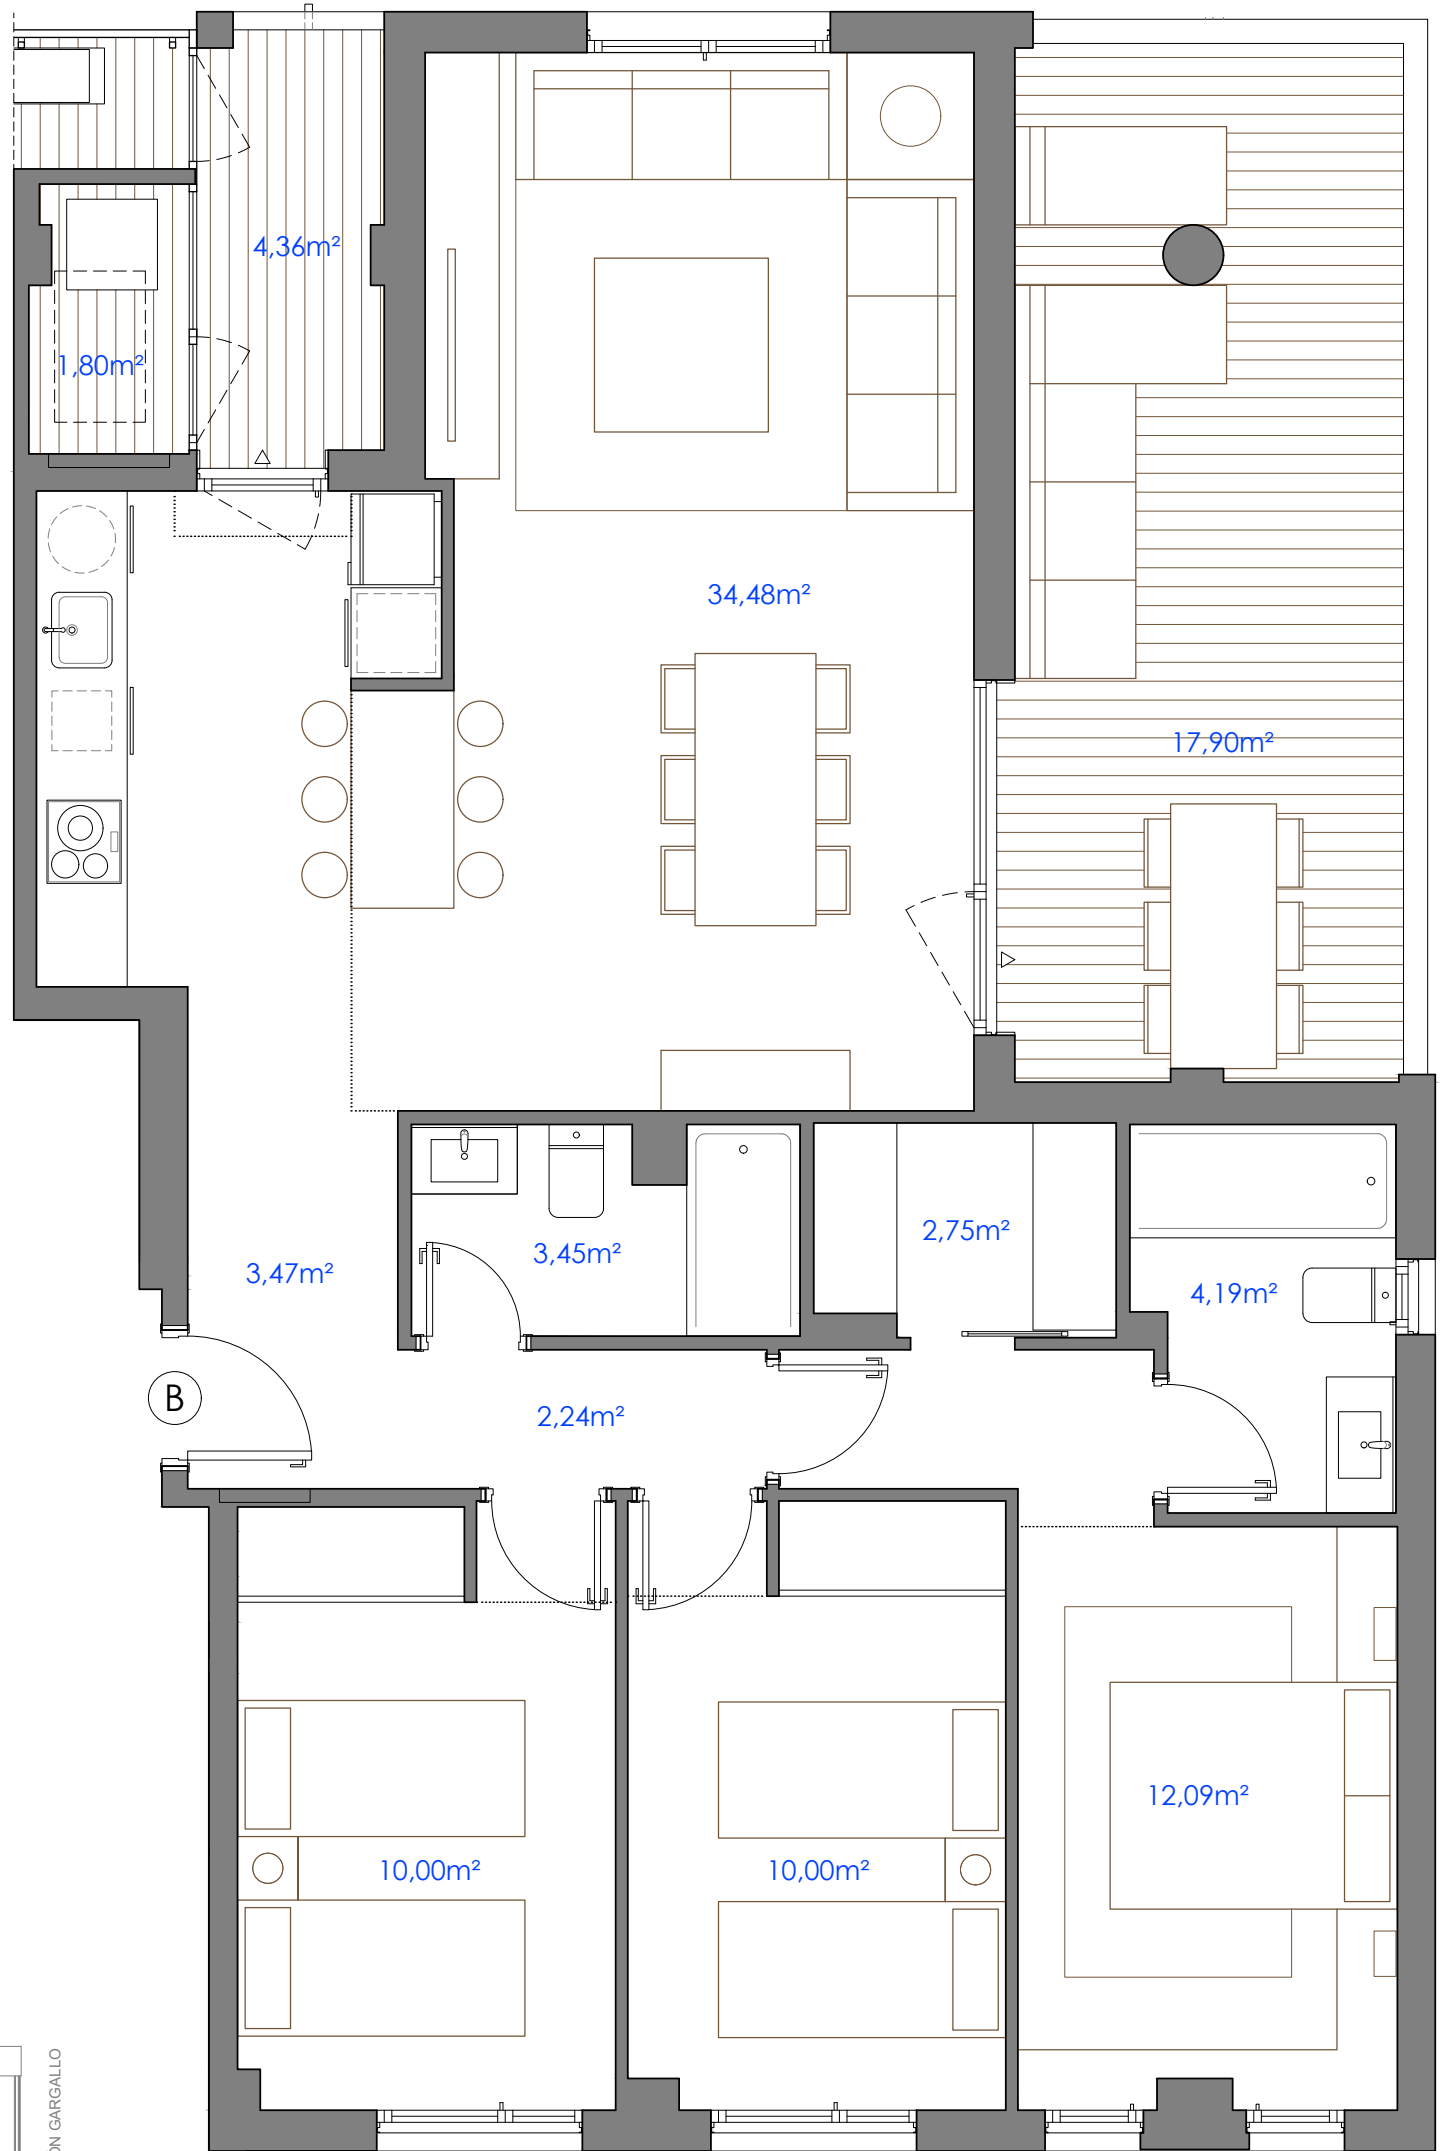 4,36m²
1,80m²
34,48m²
17,90m²
3,45m²
2,75m²
3,47m²
4,19m²
B
2,24m²
12,09m²
10,00m²
10,00m²
GARGALLO